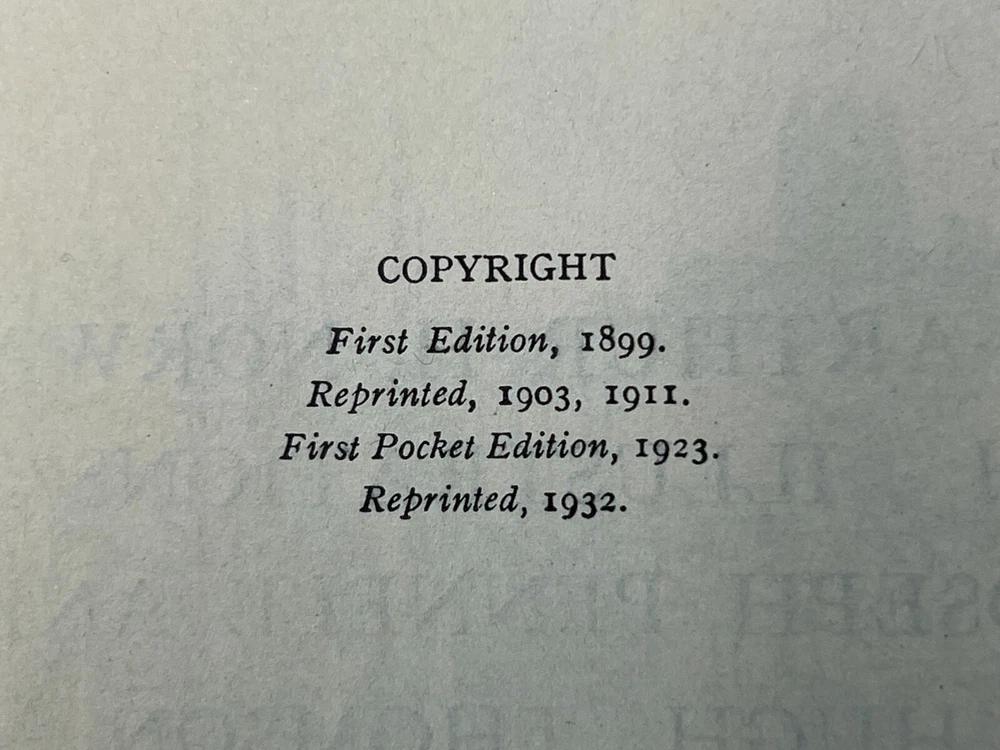 COPYRIGHT
First Edition, 1899.
Reprinted, 1903, 1911.
First Pocket Edition, 1923.
Reprinted, 1932.